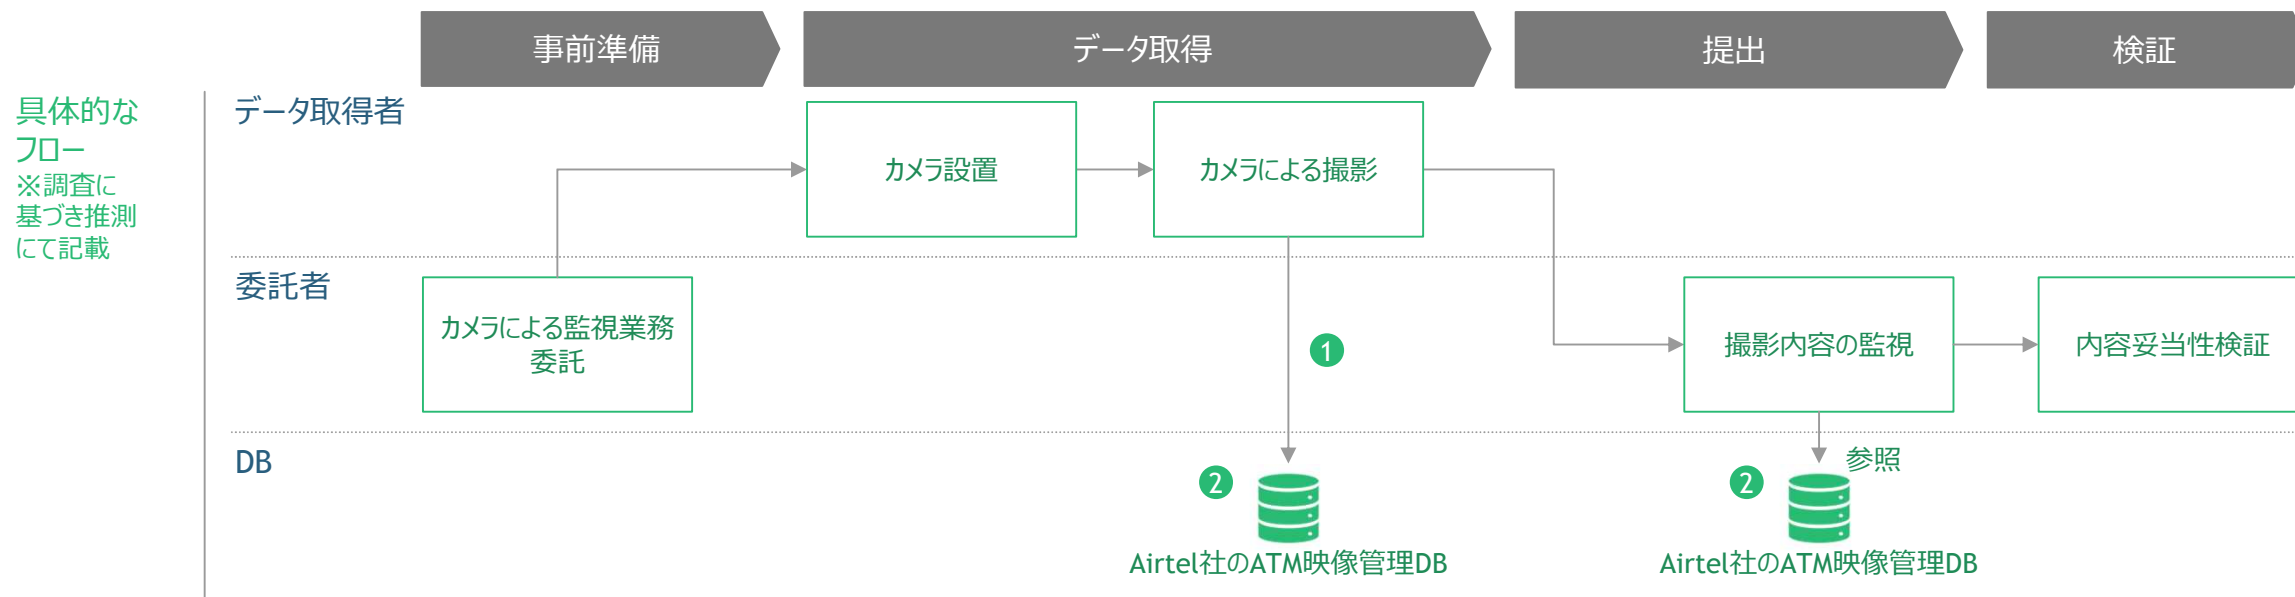 事前準備
データ取得
提出
検証
具体的な
フロー
※調査に
基づき推測
にて記載
データ取得者
カメラ設置
カメラによる撮影
委託者
カメラによる監視業務
委託
1
撮影内容の監視
内容妥当性検証
DB
2
Airtel社のATM映像管理DB
参照
2
Airtel社のATM映像管理DB